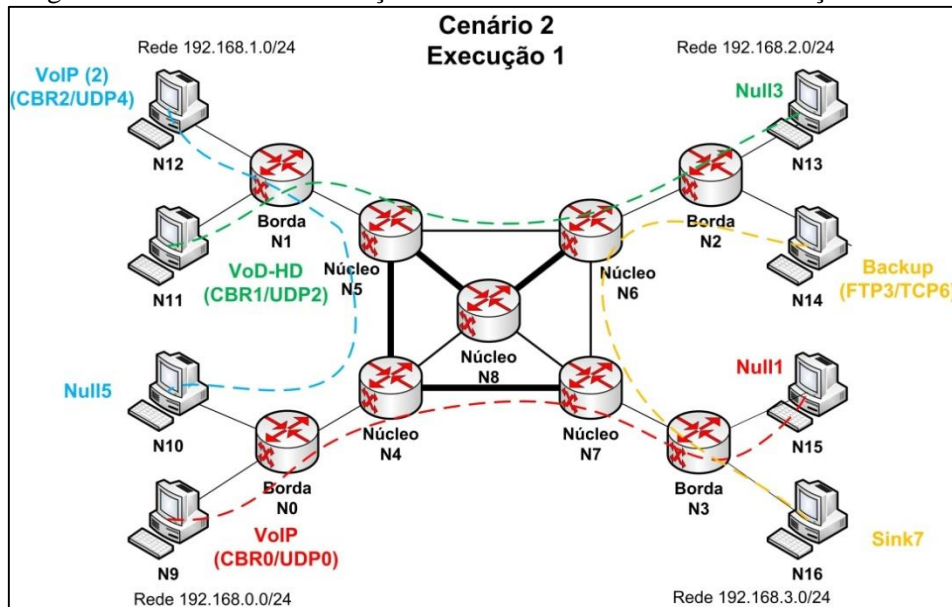 Cenário 2
Execução 1
Rede 192.168.1.0/24
Rede 192.168.2.0/24
VoIP (2)
(CBR2/UDP4)
Null3
N12
N13
Borda
N1
Borda
N2
N11
VoD-HD
(CBR1/UDP2)
Núcleo
N5
Núcleo
N6
N14
Backup
(FTP3/TCP6)
Núcleo
N8
Null5
N10
Núcleo
N4
Núcleo
N7
Null1
N15
Borda
N0
Borda
N3
N9
VoIP
(CBR0/UDP0)
N16
Sink7
Rede 192.168.0.0/24
Rede 192.168.3.0/24